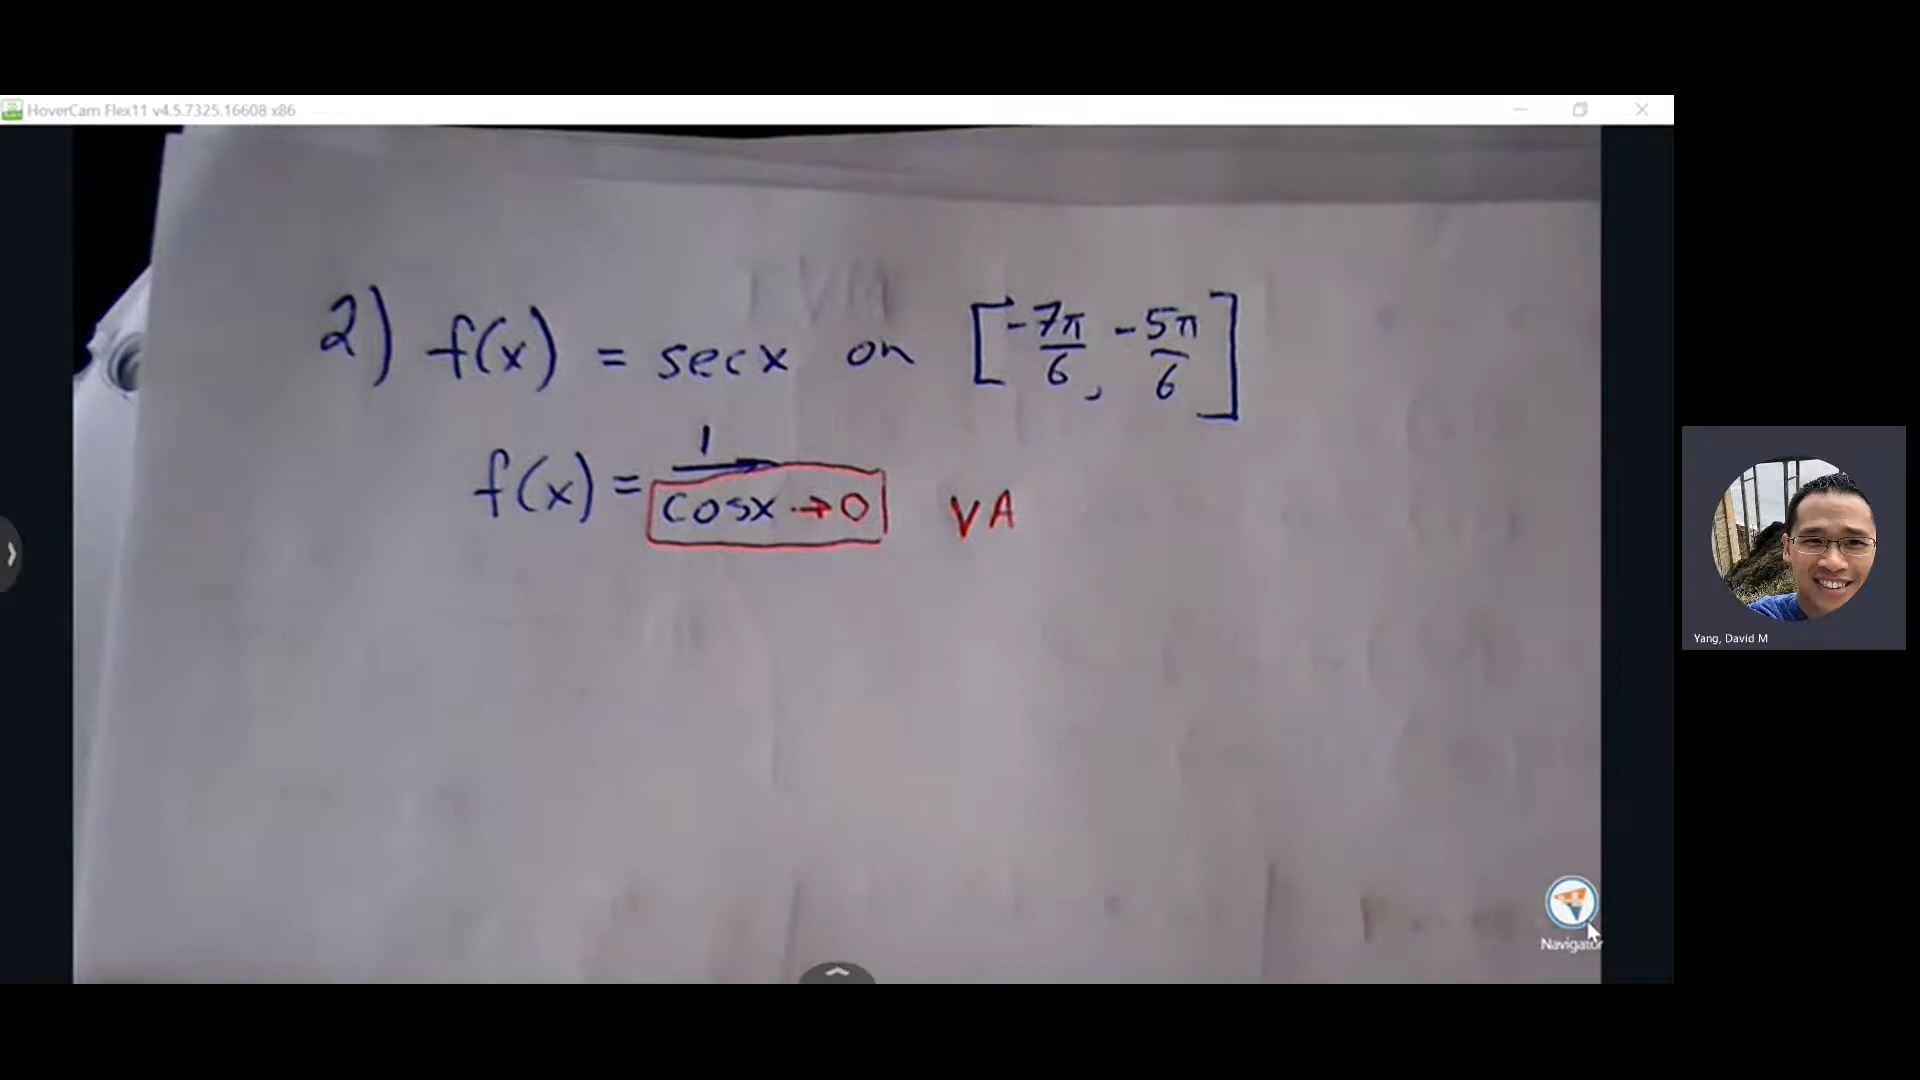 HoverCam Flex11 v4.5.7325.16608 x86
2) f(x) = secx on [-7π/6, -5π/6]
f(x) = 1/cosx → 0 VA
Yang, David M
Navigator